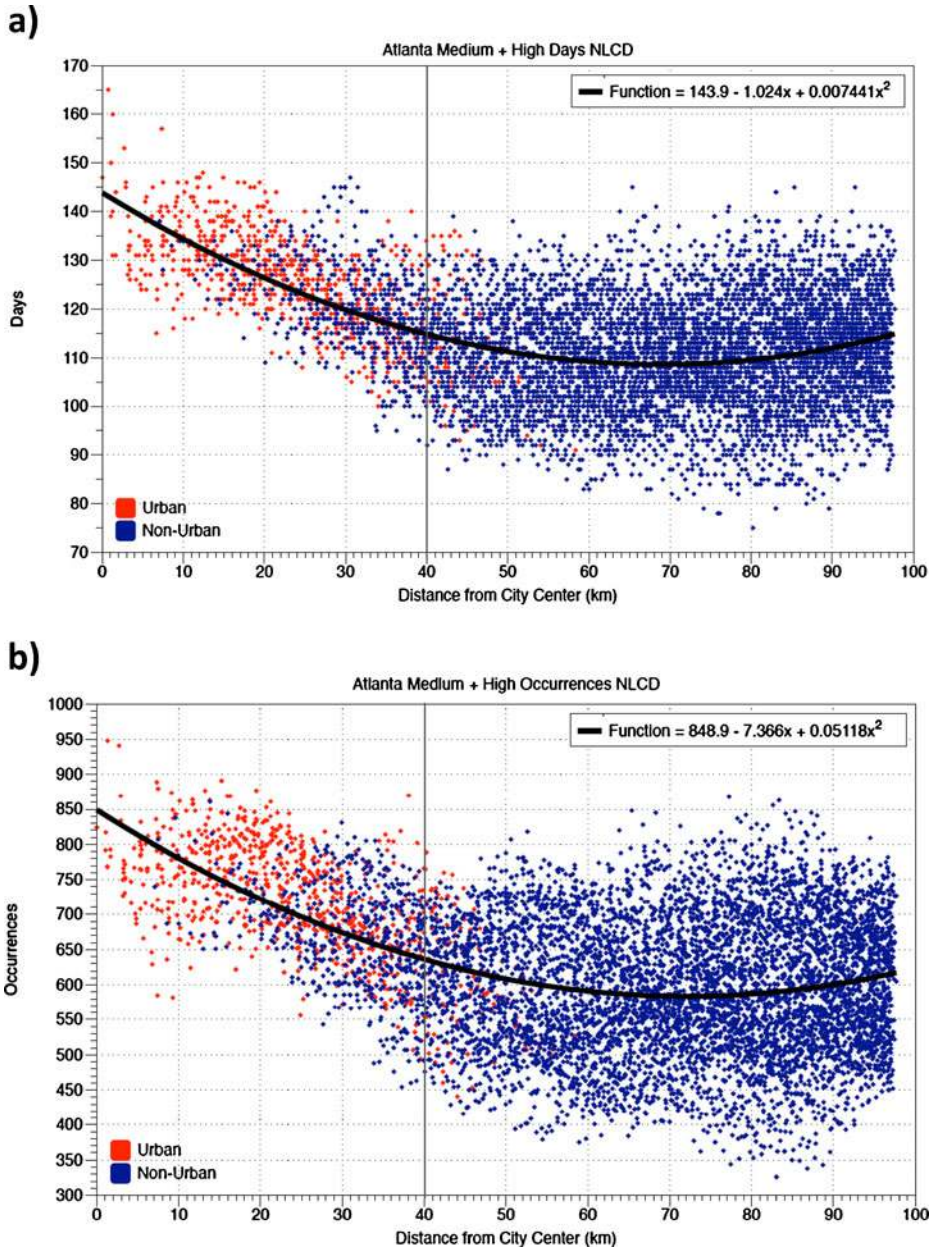 a)
Atlanta Medium + High Days NLCD
170
160
150
140
130
120
110
100
90
80
70
Days
Function = 143.9 - 1.024x + 0.007441x²
Urban
Non-Urban
0 10 20 30 40 50 60 70 80 90 100
Distance from City Center (km)
b)
Atlanta Medium + High Occurrences NLCD
1000
950
900
850
800
750
700
650
600
550
500
450
400
350
300
Occurrences
Function = 848.9 - 7.366x + 0.05118x²
Urban
Non-Urban
0 10 20 30 40 50 60 70 80 90 100
Distance from City Center (km)